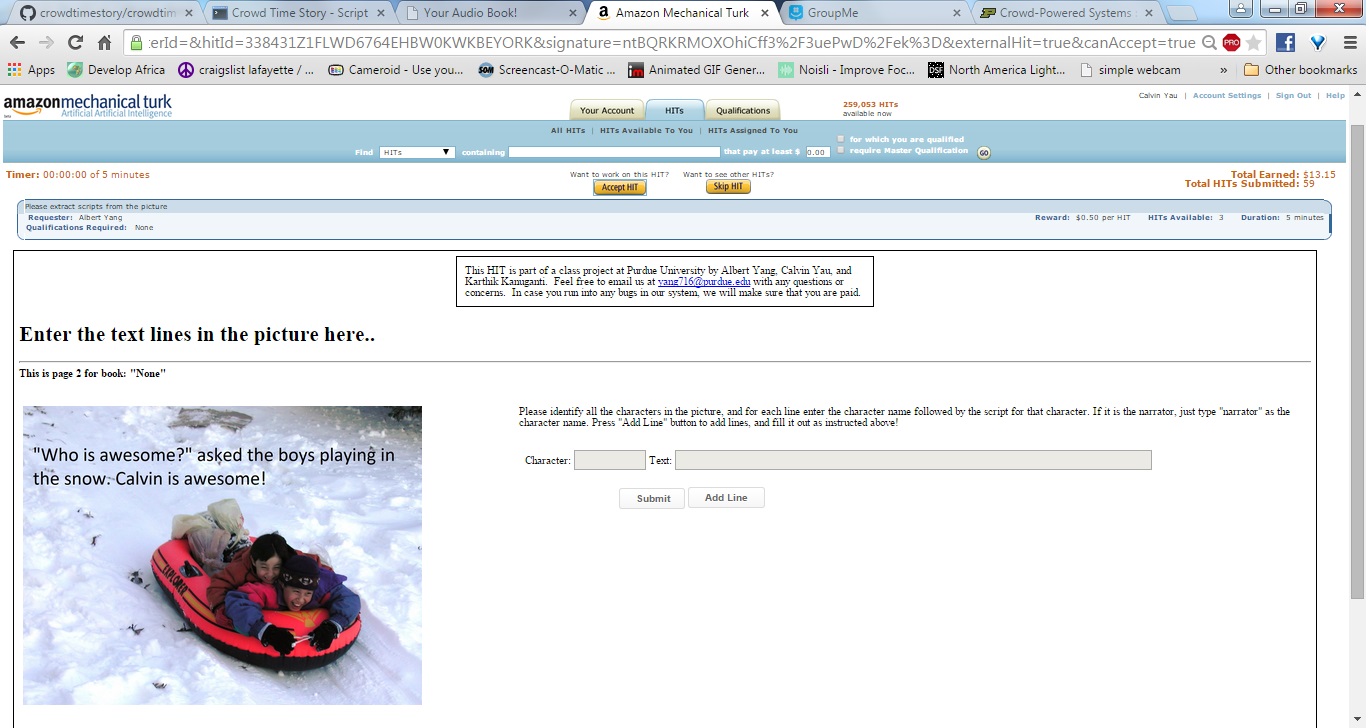 crowdtimestory/crowdtim
Crowd Time Story - Script
Your Audio Book!
Amazon Mechanical Turk
GroupMe
Crowd-Powered Systems
:erId=&hitId=338431Z1FLWD6764EHBW0KWKBEYORK&signature=ntBQRKRMOXOhiCff3%2F3uePwD%2Fek%3D&externalHit=true&canAccept=true
PRO
Apps
Develop Africa
craigslist lafayette / ...
Cameroid - Use you...
SOM Screencast-O-Matic ...
im Animated GIF Gener...
Noisli - Improve Foc...
DSF North America Light...
simple webcam
» Other bookmarks
amazonmechanical turk
beta Artificial Artificial Intelligence
Your Account
HITs
Qualifications
259,053 HITs
available now
Calvin Yau | Account Settings | Sign Out | Help
All HITs | HITs Available To You | HITs Assigned To You
Find HITs containing that pay at least $ 0.00
for which you are qualified
require Master Qualification
GO
Timer: 00:00:00 of 5 minutes
Want to work on this HIT?
Accept HIT
Want to see other HITs?
Skip HIT
Total Earned: $13.15
Total HITs Submitted: 59
Please extract scripts from the picture
Requester: Albert Yang
Reward: $0.50 per HIT HITs Available: 3 Duration: 5 minutes
Qualifications Required: None
This HIT is part of a class project at Purdue University by Albert Yang, Calvin Yau, and
Karthik Kanuganti. Feel free to email us at yang716@purdue.edu with any questions or
concerns. In case you run into any bugs in our system, we will make sure that you are paid.
Enter the text lines in the picture here..
This is page 2 for book: "None"
"Who is awesome?" asked the boys playing in
the snow. Calvin is awesome!
EXPLORER
Please identify all the characters in the picture, and for each line enter the character name followed by the script for that character. If it is the narrator, just type "narrator" as the
character name. Press "Add Line" button to add lines, and fill it out as instructed above!
Character: Text:
Submit
Add Line